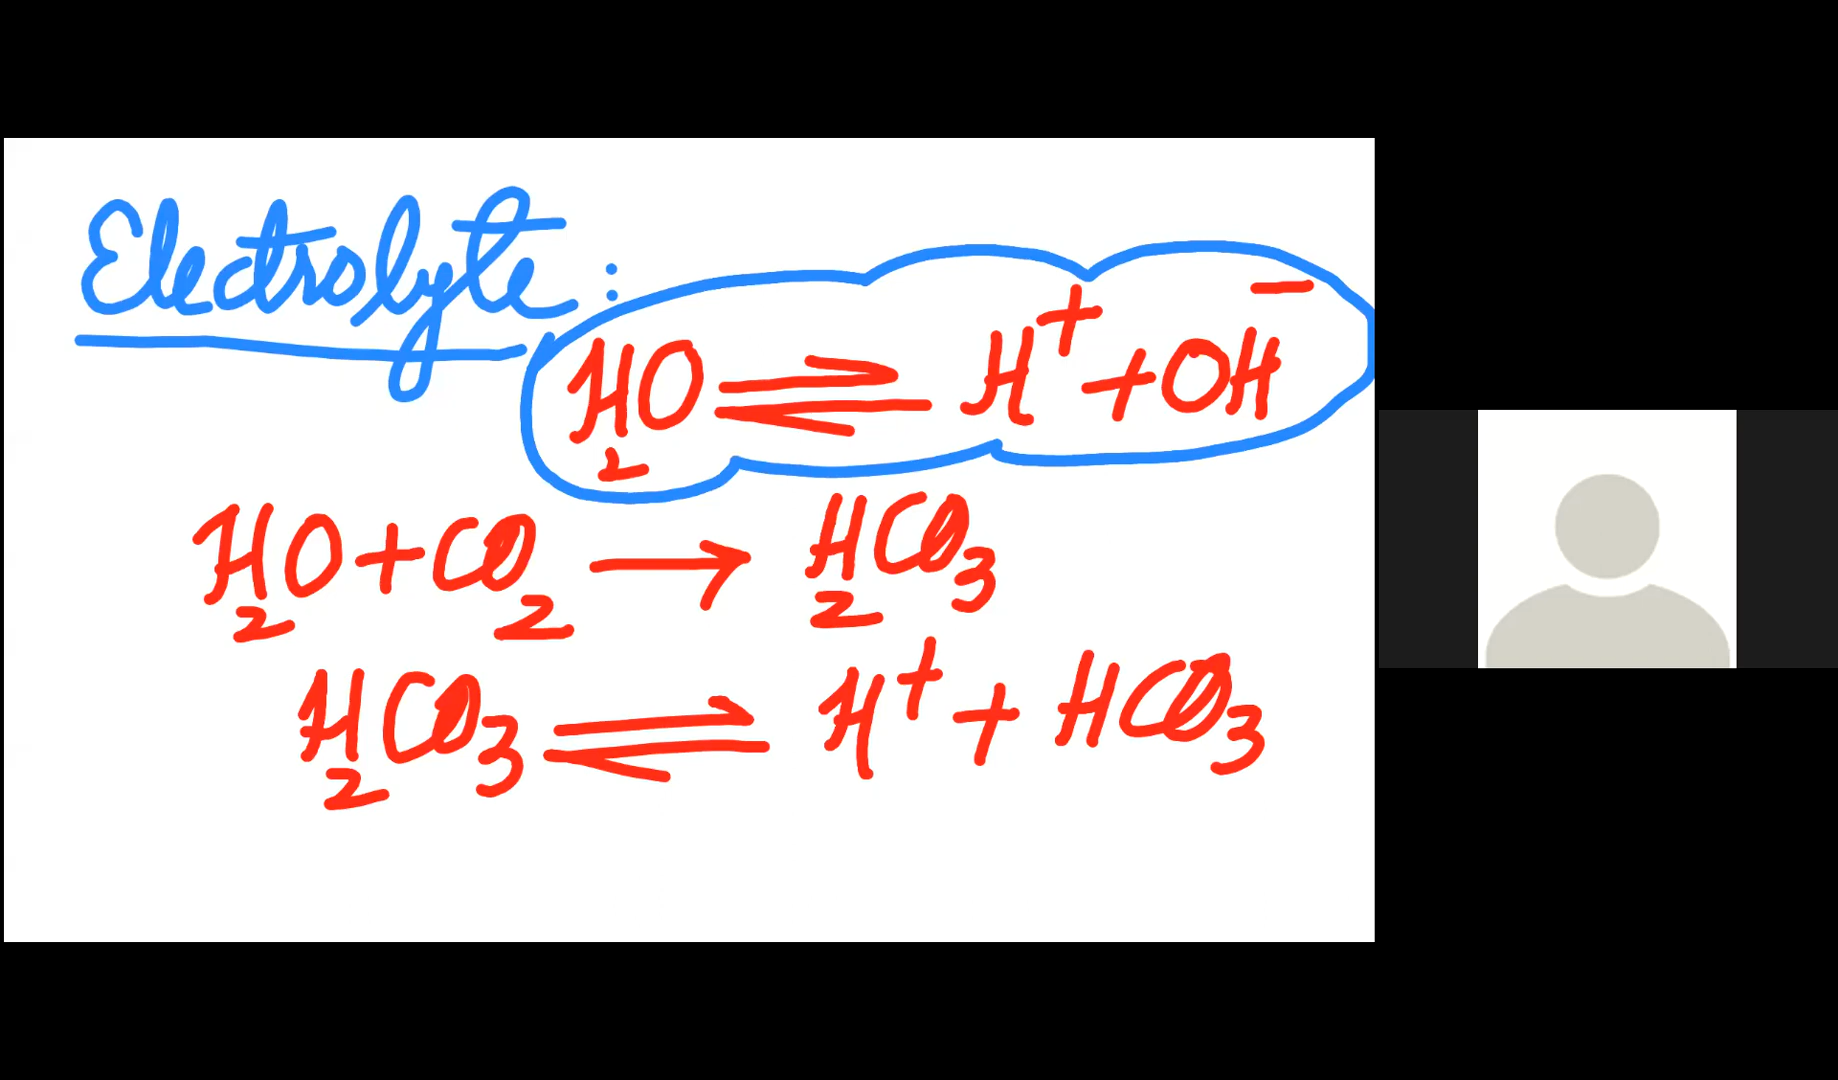 Electrolyte:
H₂O ⇌ H⁺ + OH⁻
H₂O + CO₂ → H₂CO₃
H₂CO₃ ⇌ H⁺ + HCO₃